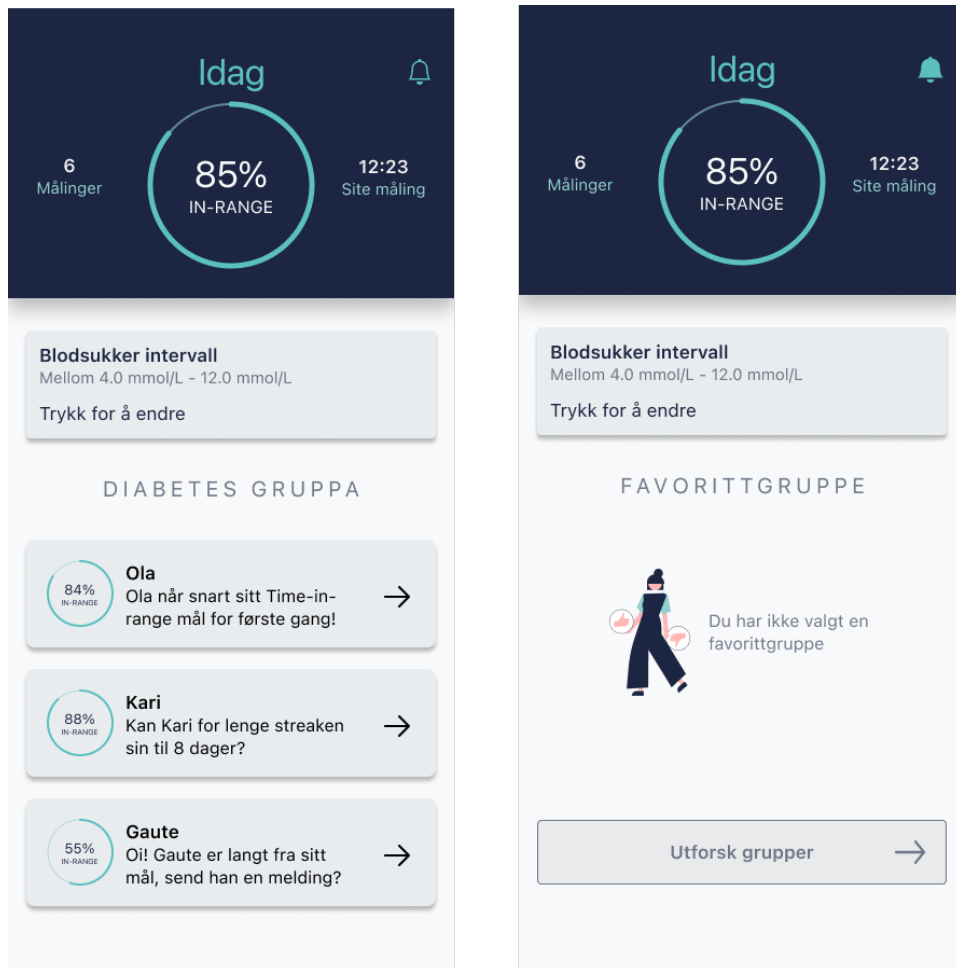 Idag
6
Målinger
85%
IN-RANGE
12:23
Site måling
Blodsukker intervall
Mellom 4.0 mmol/L - 12.0 mmol/L
Trykk for å endre
DIABETES GRUPPA
84%
IN-RANGE
Ola
Ola når snart sitt Time-in-
range mål for første gang!
88%
IN-RANGE
Kari
Kan Kari for lenge streaken
sin til 8 dager?
55%
IN-RANGE
Gaute
Oi! Gaute er langt fra sitt
mål, send han en melding?
Idag
6
Målinger
85%
IN-RANGE
12:23
Site måling
Blodsukker intervall
Mellom 4.0 mmol/L - 12.0 mmol/L
Trykk for å endre
FAVORITTGRUPPE
Du har ikke valgt en
favorittgruppe
Utforsk grupper